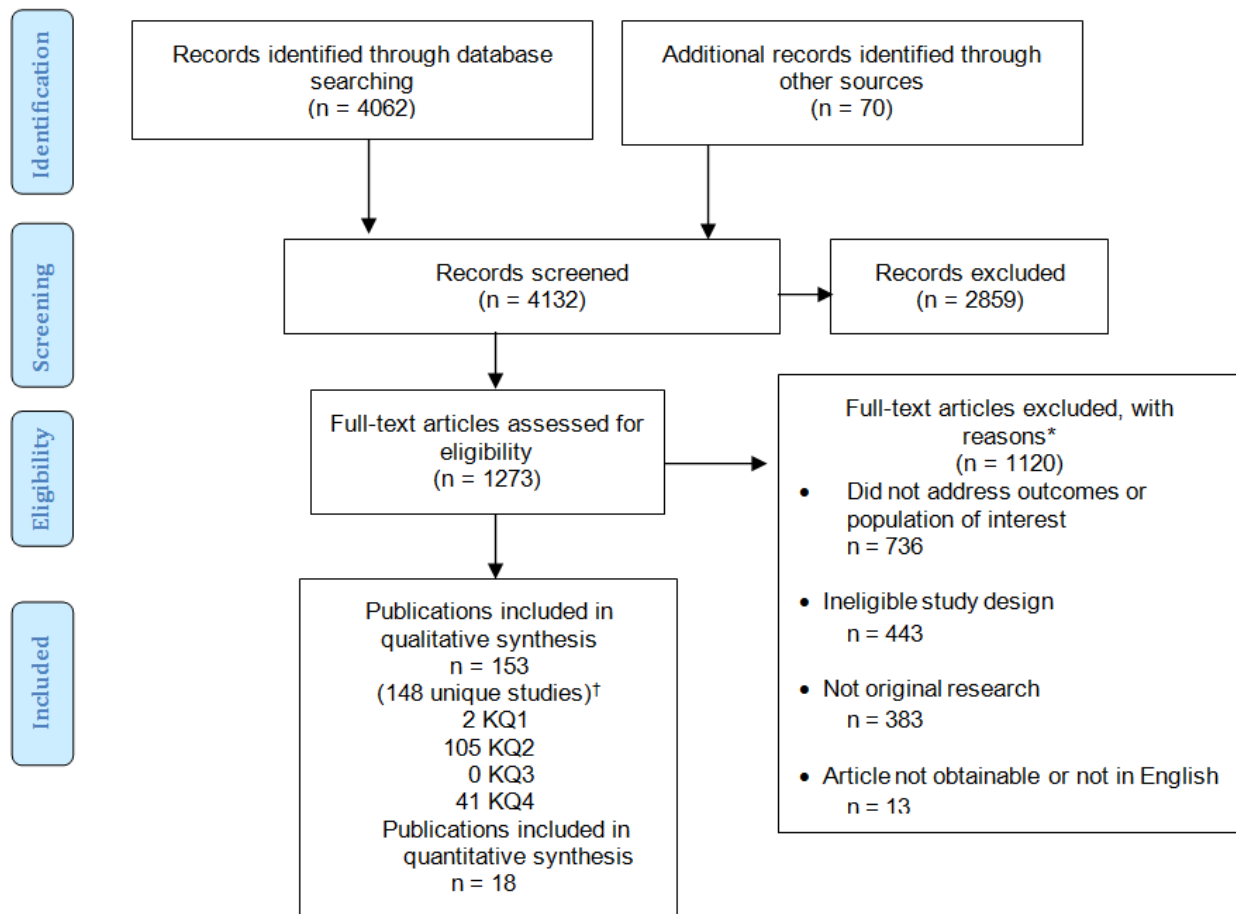 Identification
Records identified through database
searching
(n = 4062)
Additional records identified through
other sources
(n = 70)
Screening
Records screened
(n = 4132)
Records excluded
(n = 2859)
Eligibility
Full-text articles assessed for
eligibility
(n = 1273)
Full-text articles excluded, with
reasons*
(n = 1120)
• Did not address outcomes or
population of interest
n = 736
• Ineligible study design
n = 443
• Not original research
n = 383
• Article not obtainable or not in English
n = 13
Included
Publications included in
qualitative synthesis
n = 153
(148 unique studies)†
2 KQ1
105 KQ2
0 KQ3
41 KQ4
Publications included in
quantitative synthesis
n = 18